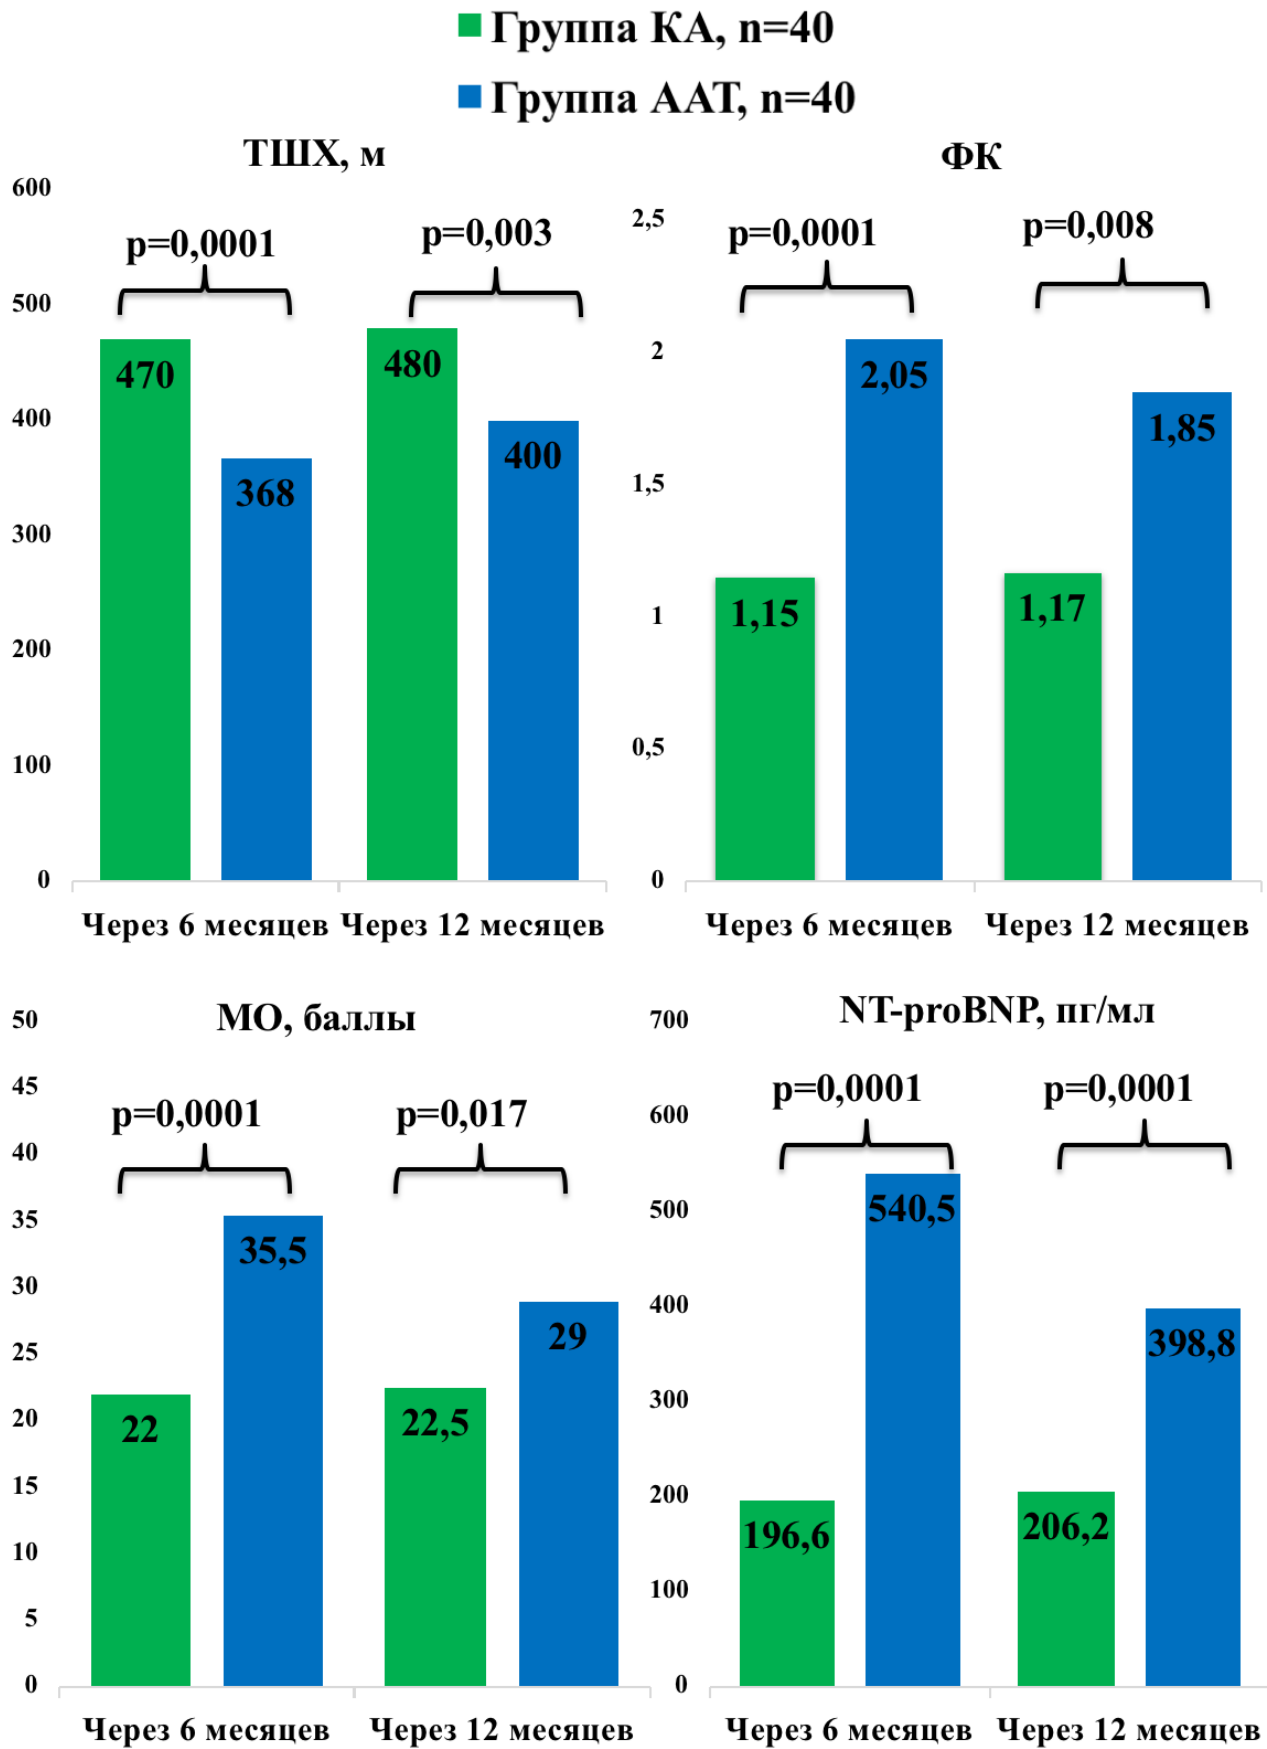 Группа КА, n=40
Группа ААТ, n=40
ТШХ, м
600
500
400
300
200
100
0
p=0,0001
p=0,003
470
368
480
400
Через 6 месяцев Через 12 месяцев
ФК
2,5
2
1,5
1
0,5
0
p=0,0001
p=0,008
1,15
2,05
1,17
1,85
Через 6 месяцев Через 12 месяцев
МО, баллы
50
45
40
35
30
25
20
15
10
5
0
p=0,0001
p=0,017
22
35,5
22,5
29
Через 6 месяцев Через 12 месяцев
NT-proBNP, пг/мл
700
600
500
400
300
200
100
0
p=0,0001
p=0,0001
196,6
540,5
206,2
398,8
Через 6 месяцев Через 12 месяцев